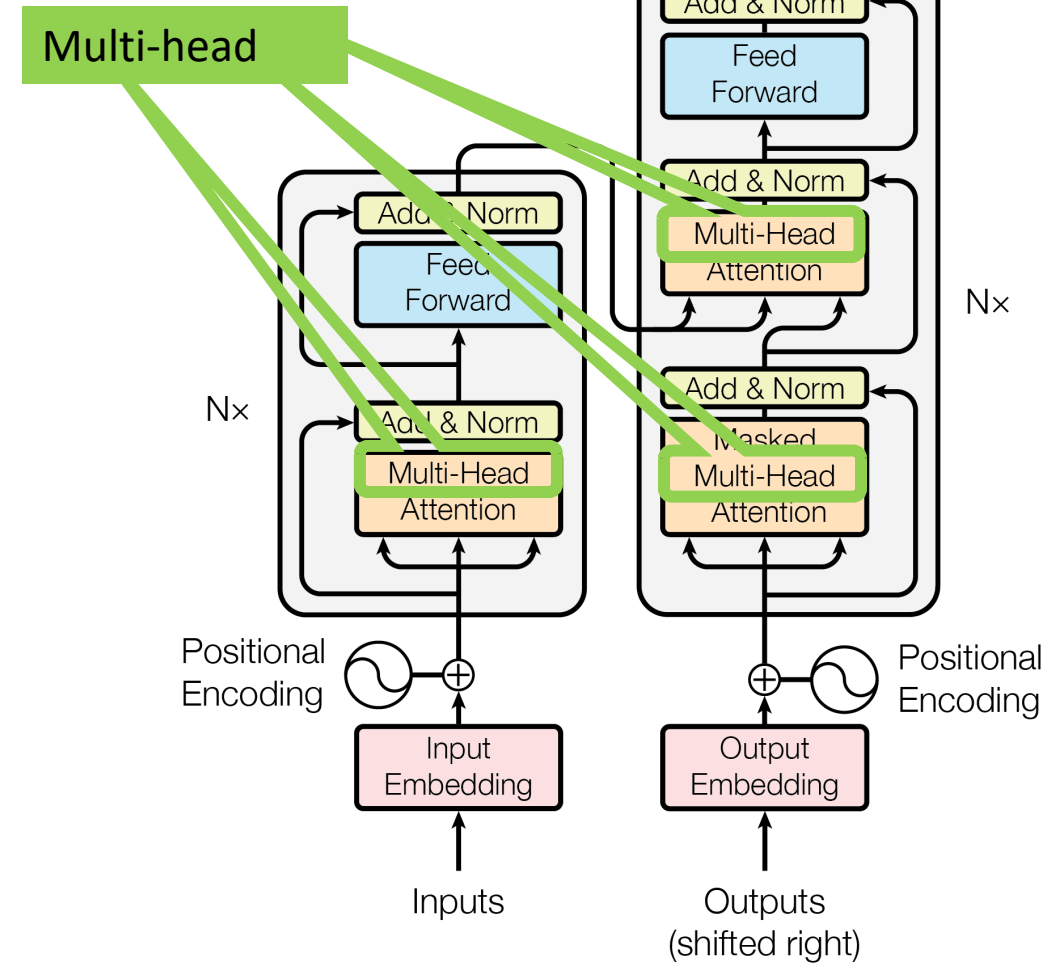 Multi-head
Add & Norm
Feed
Forward
Add & Norm
Multi-Head
Attention
Nx
Add & Norm
Masked
Multi-Head
Attention
Add & Norm
Feed
Forward
Nx
Add & Norm
Multi-Head
Attention
Positional
Encoding
Positional
Encoding
Input
Embedding
Output
Embedding
Inputs
Outputs
(shifted right)